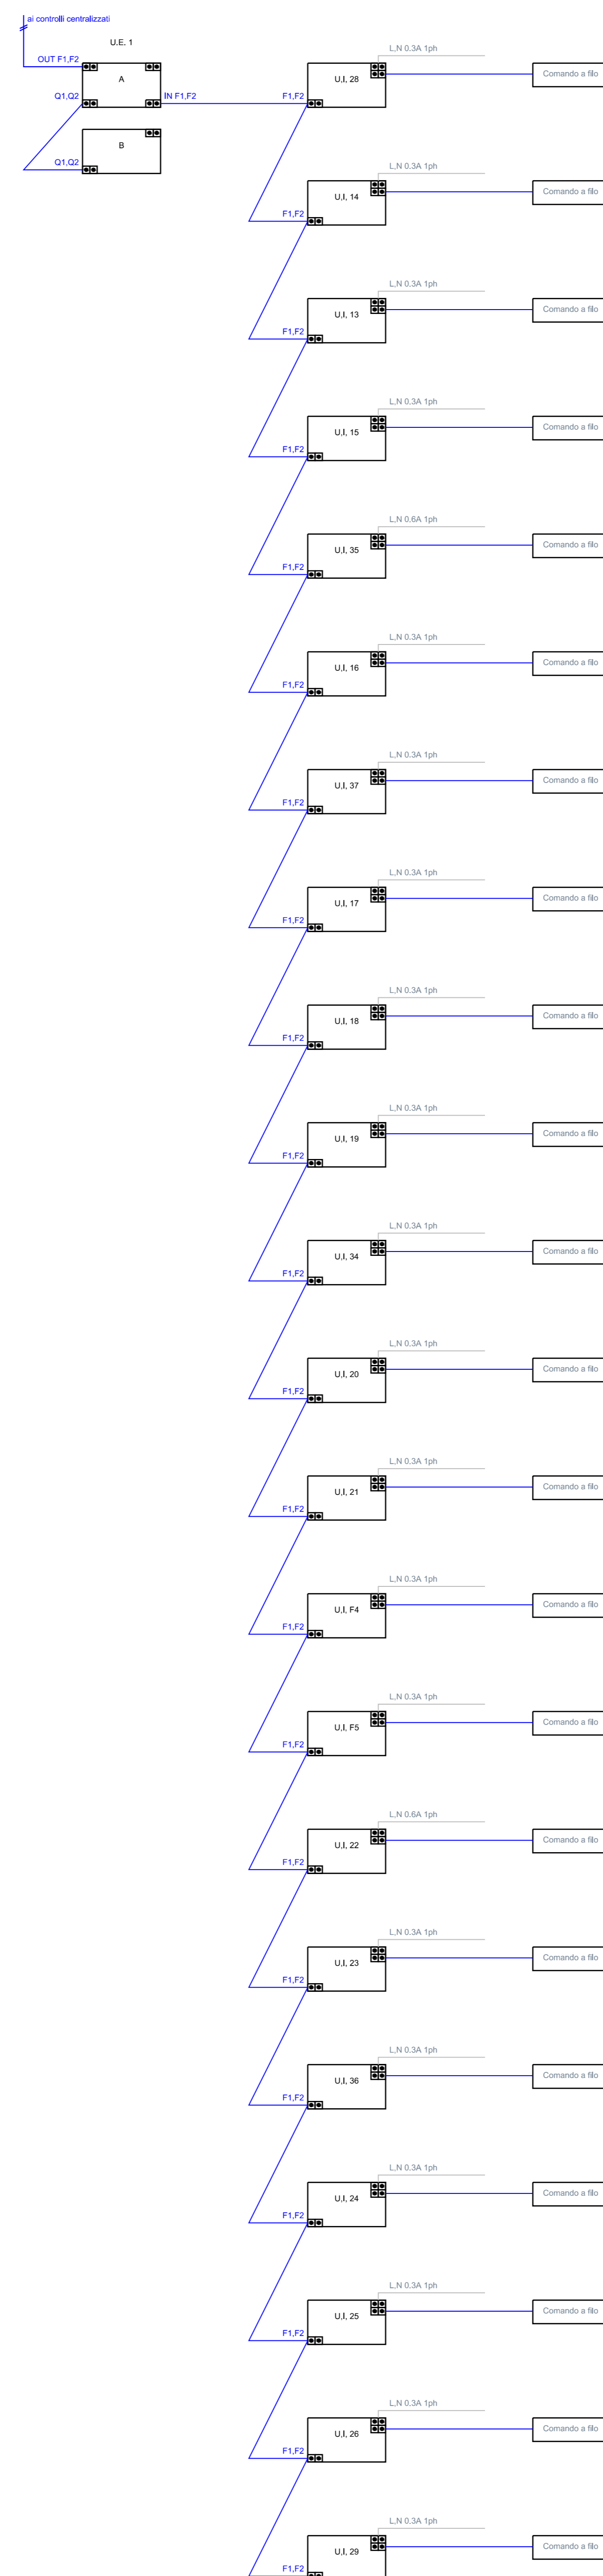 ai controlli centralizzati
U.E. 1
OUT F1,F2
A
Q1,Q2
IN F1,F2
B
Q1,Q2
L,N 0.3A 1ph
U.I. 28
Comando a filo
F1,F2
L,N 0.3A 1ph
U.I. 14
Comando a filo
F1,F2
L,N 0.3A 1ph
U.I. 13
Comando a filo
F1,F2
L,N 0.3A 1ph
U.I. 15
Comando a filo
F1,F2
L,N 0.6A 1ph
U.I. 35
Comando a filo
F1,F2
L,N 0.3A 1ph
U.I. 16
Comando a filo
F1,F2
L,N 0.3A 1ph
U.I. 37
Comando a filo
F1,F2
L,N 0.3A 1ph
U.I. 17
Comando a filo
F1,F2
L,N 0.3A 1ph
U.I. 18
Comando a filo
F1,F2
L,N 0.3A 1ph
U.I. 19
Comando a filo
F1,F2
L,N 0.3A 1ph
U.I. 34
Comando a filo
F1,F2
L,N 0.3A 1ph
U.I. 20
Comando a filo
F1,F2
L,N 0.3A 1ph
U.I. 21
Comando a filo
F1,F2
L,N 0.3A 1ph
U.I. F4
Comando a filo
F1,F2
L,N 0.3A 1ph
U.I. F5
Comando a filo
F1,F2
L,N 0.6A 1ph
U.I. 22
Comando a filo
F1,F2
L,N 0.3A 1ph
U.I. 23
Comando a filo
F1,F2
L,N 0.3A 1ph
U.I. 36
Comando a filo
F1,F2
L,N 0.3A 1ph
U.I. 24
Comando a filo
F1,F2
L,N 0.3A 1ph
U.I. 25
Comando a filo
F1,F2
L,N 0.3A 1ph
U.I. 26
Comando a filo
F1,F2
L,N 0.3A 1ph
U.I. 29
Comando a filo
F1,F2